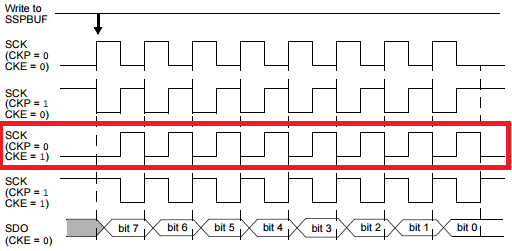 Write to
SSPBUF
SCK
(CKP = 0
CKE = 0)
SCK
(CKP = 1
CKE = 0)
SCK
(CKP = 0
CKE = 1)
SCK
(CKP = 1
CKE = 1)
SDO
(CKE = 0)
bit 7 bit 6 bit 5 bit 4 bit 3 bit 2 bit 1 bit 0